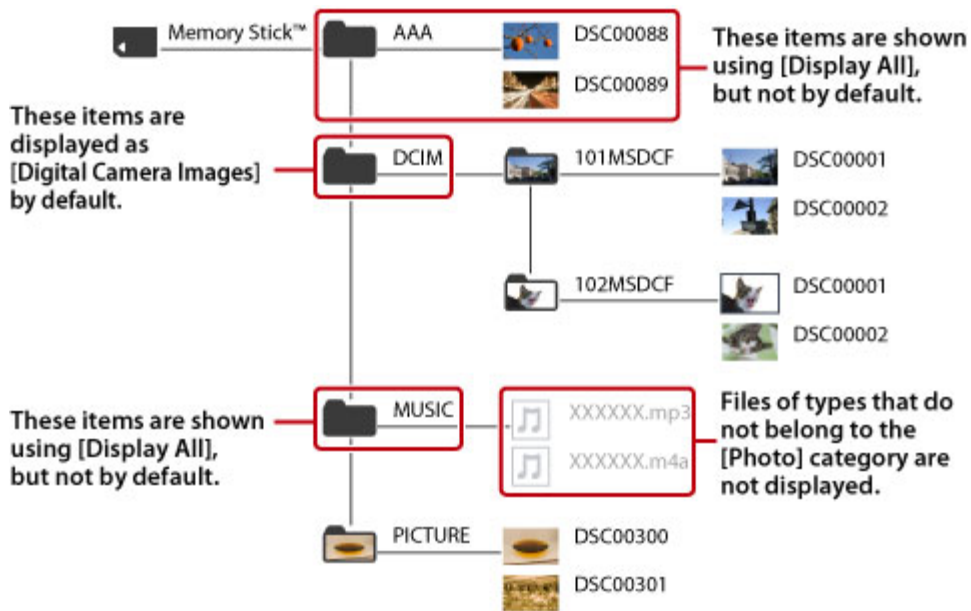 Memory Stick™
AAA
DSC00088
DSC00089
These items are shown
using [Display All],
but not by default.
These items are
displayed as
[Digital Camera Images]
by default.
DCIM
101MSDCF
DSC00001
DSC00002
102MSDCF
DSC00001
DSC00002
These items are shown
using [Display All],
but not by default.
MUSIC
XXXXXX.mp3
XXXXXX.m4a
Files of types that do
not belong to the
[Photo] category are
not displayed.
PICTURE
DSC00300
DSC00301